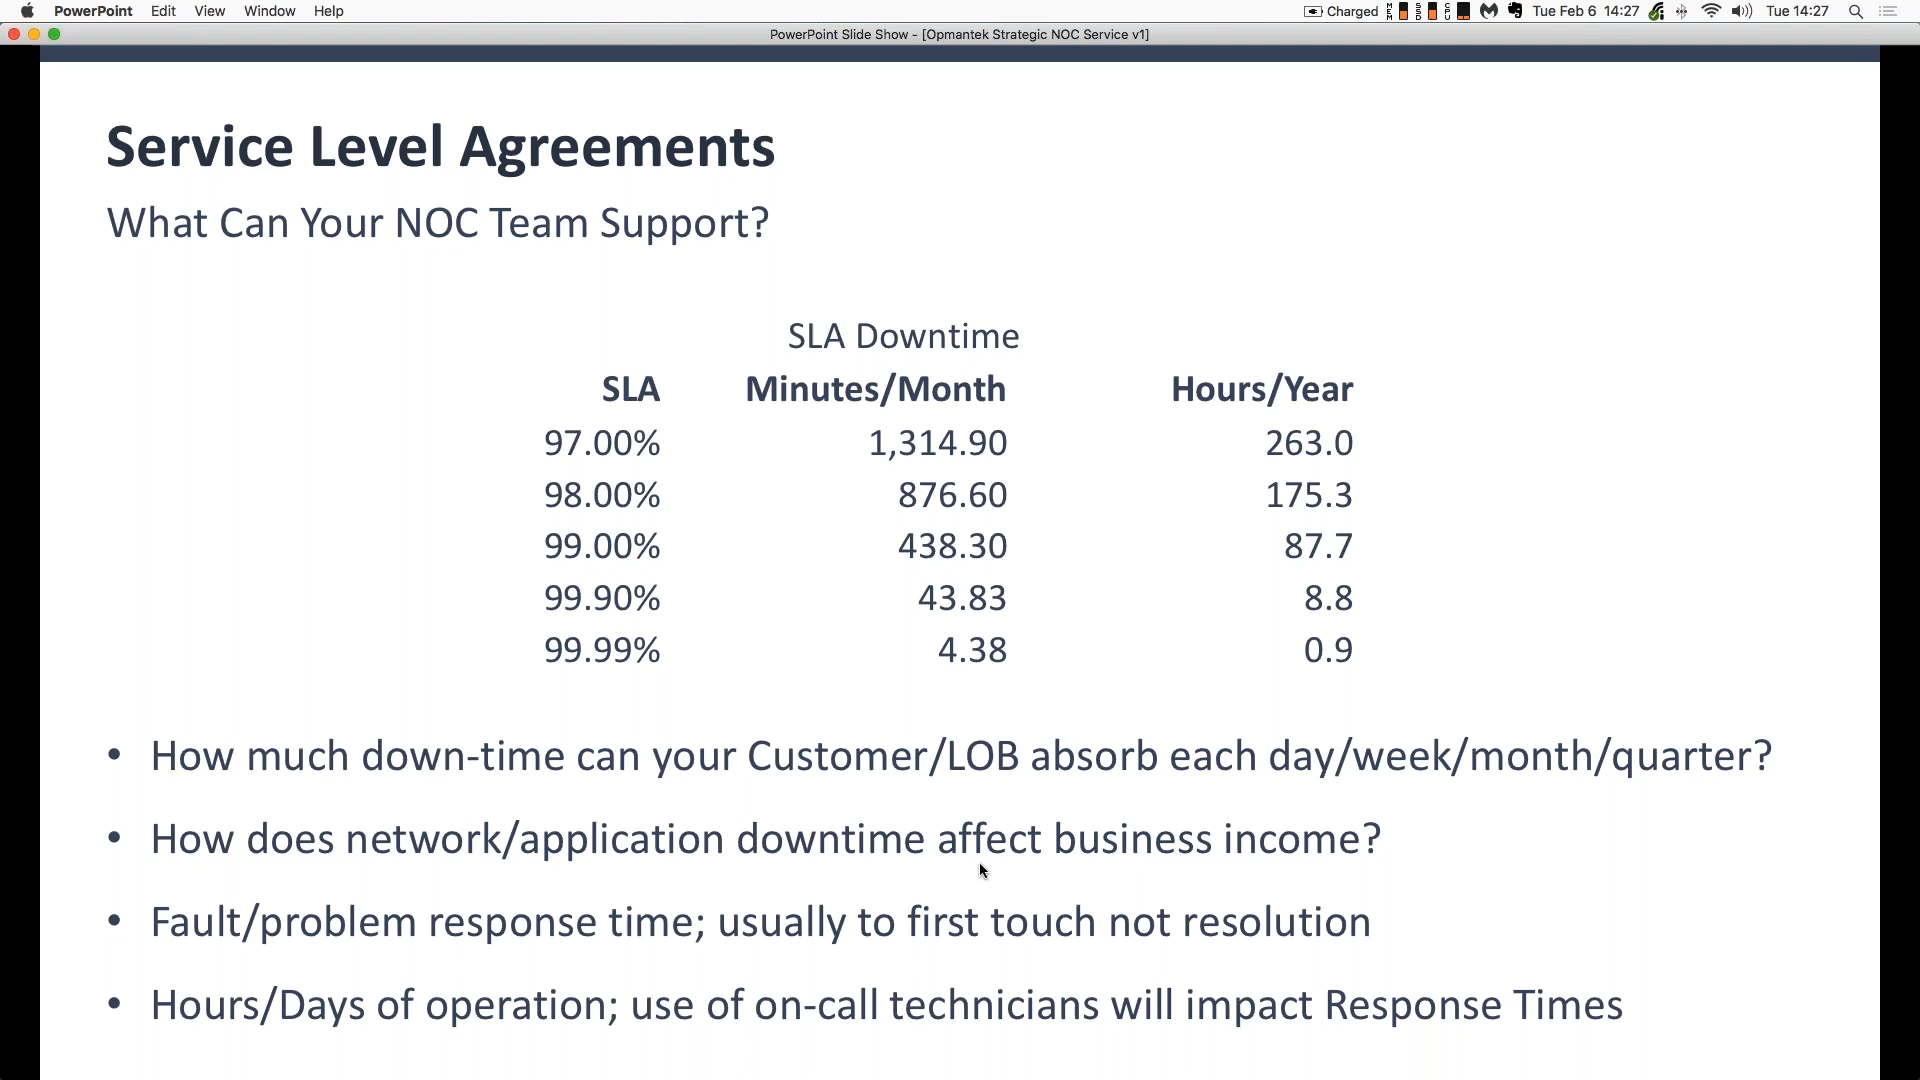 PowerPoint Edit View Window Help Charged Tue Feb 6 14:27 Tue 14:27
PowerPoint Slide Show - [Opmantek Strategic NOC Service v1]
Service Level Agreements
What Can Your NOC Team Support?
SLA Downtime
SLA Minutes/Month Hours/Year
97.00% 1,314.90 263.0
98.00% 876.60 175.3
99.00% 438.30 87.7
99.90% 43.83 8.8
99.99% 4.38 0.9
• How much down-time can your Customer/LOB absorb each day/week/month/quarter?
• How does network/application downtime affect business income?
• Fault/problem response time; usually to first touch not resolution
• Hours/Days of operation; use of on-call technicians will impact Response Times